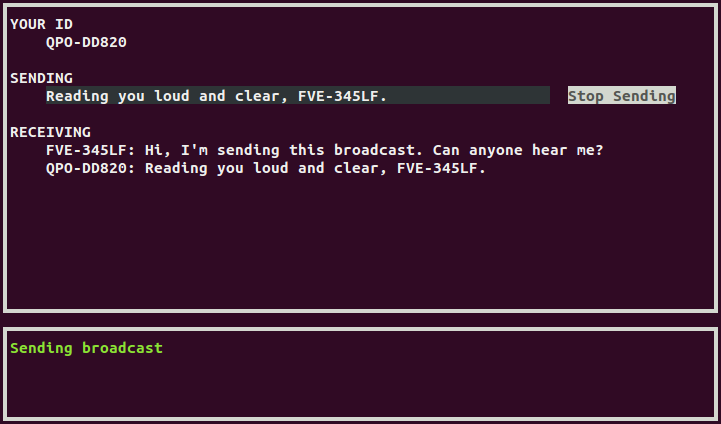 YOUR ID
QPO-DD820
SENDING
Reading you loud and clear, FVE-345LF. Stop Sending
RECEIVING
FVE-345LF: Hi, I'm sending this broadcast. Can anyone hear me?
QPO-DD820: Reading you loud and clear, FVE-345LF.
Sending broadcast